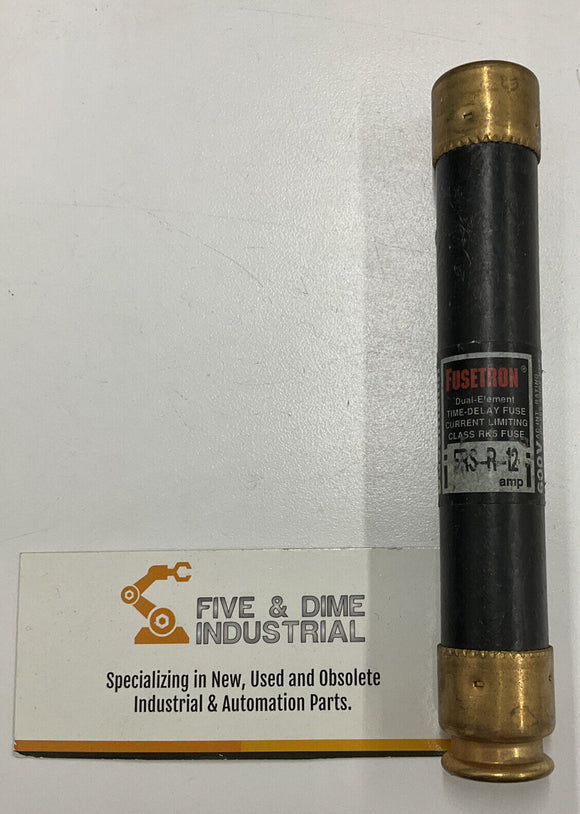 FUSETRON®
Dual-Element
TIME-DELAY FUSE
CURRENT LIMITING
CLASS RK5 FUSE
FRS-R-12
amp
600V
FIVE & DIME
INDUSTRIAL
Specializing in New, Used and Obsolete
Industrial & Automation Parts.